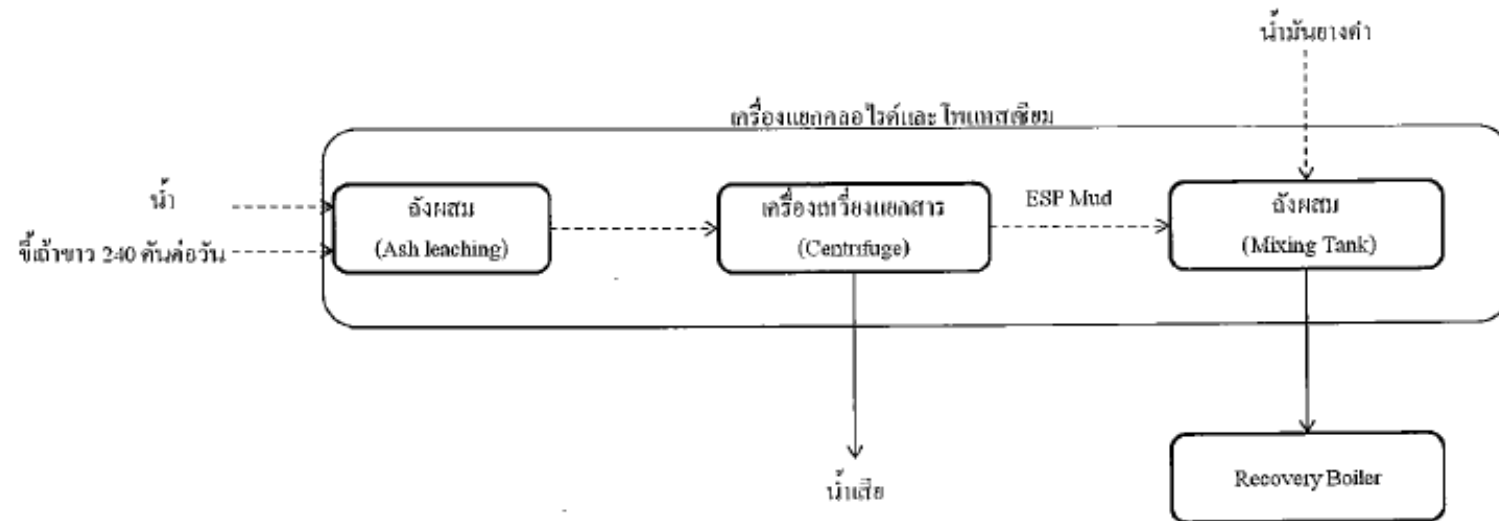 น้ำมันยางดำ
เครื่องแยกคลอไรด์และโพแทสเซียม
น้ำ
ขี้เถ้าขาว 240 ตันต่อวัน
ถังผสม
(Ash leaching)
เครื่องเหวี่ยงแยกสาร
(Centrifuge)
ESP Mud
ถังผสม
(Mixing Tank)
น้ำเสีย
Recovery Boiler